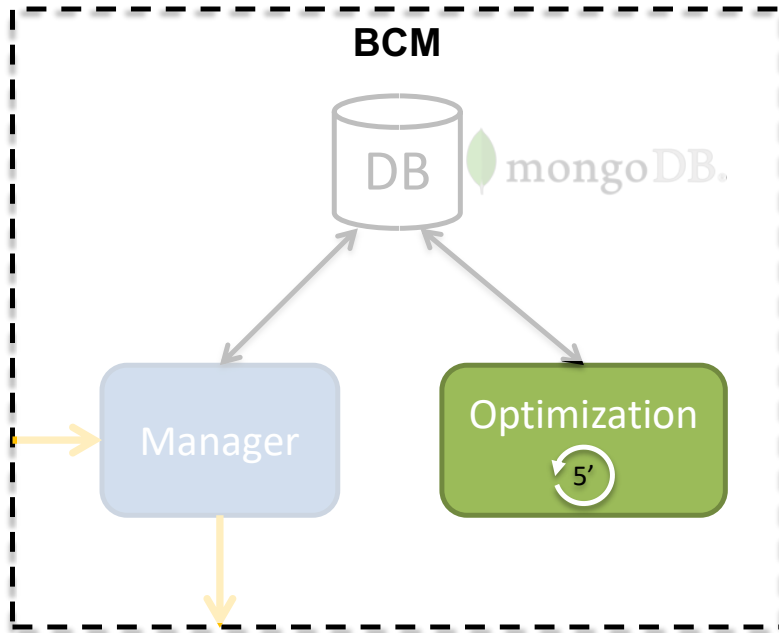 BCM
DB
mongoDB®
Manager
Optimization
5’